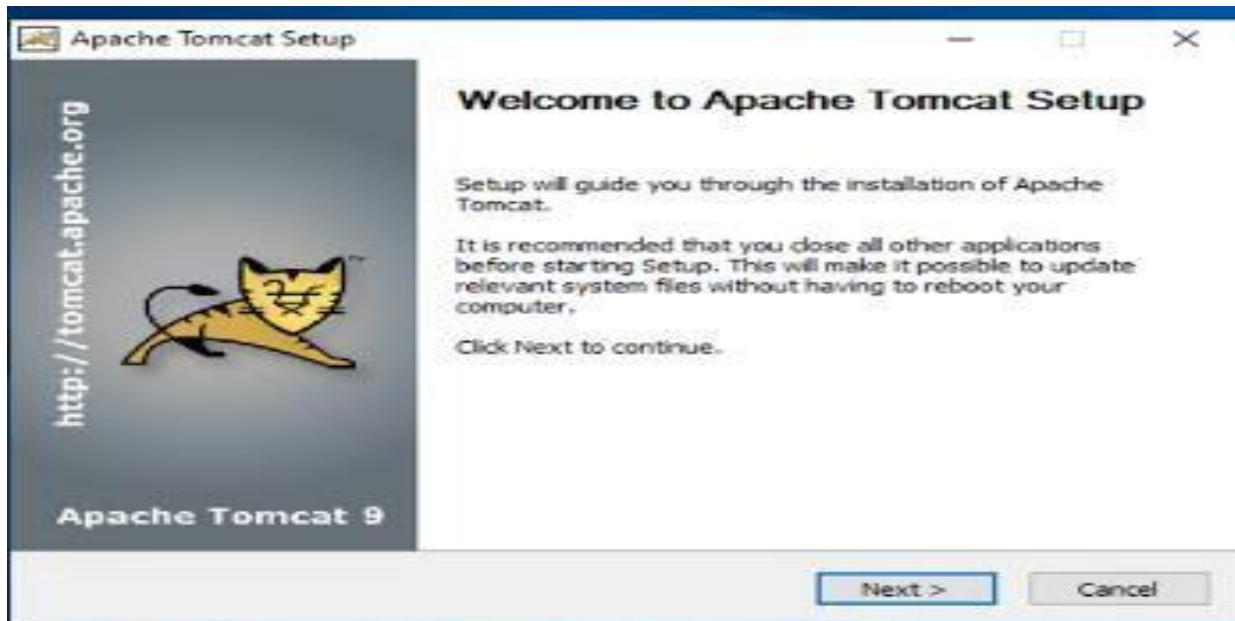 Apache Tomcat Setup
http://tomcat.apache.org
Apache Tomcat 9
Welcome to Apache Tomcat Setup
Setup will guide you through the installation of Apache
Tomcat.
It is recommended that you close all other applications
before starting Setup. This will make it possible to update
relevant system files without having to reboot your
computer.
Click Next to continue.
Next >
Cancel